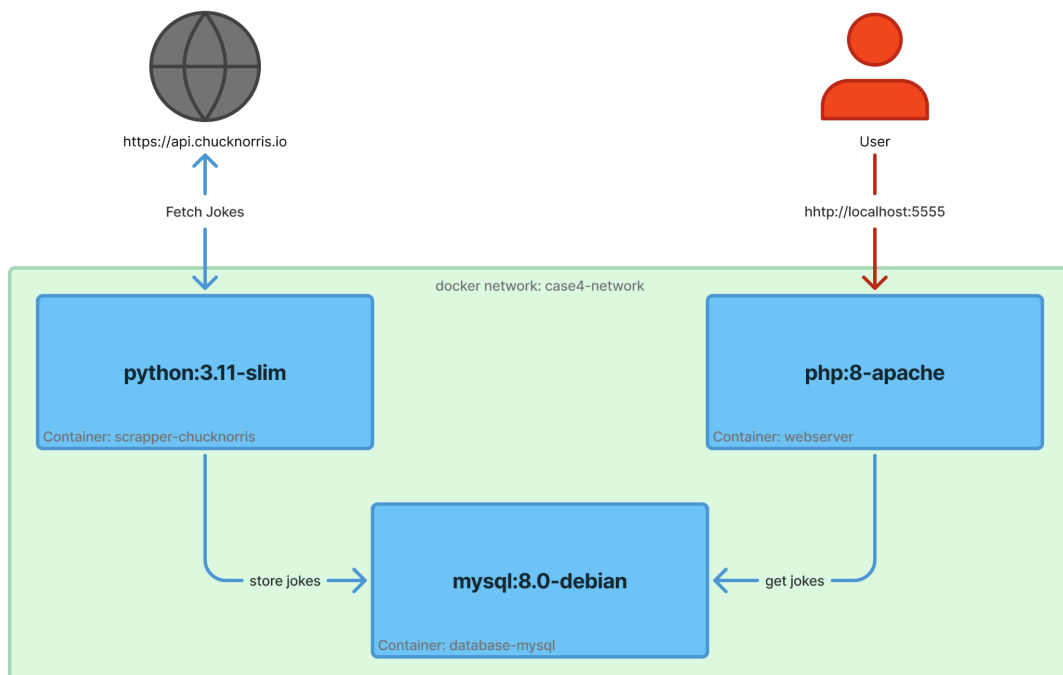 https://api.chucknorris.io
User
Fetch Jokes
hhtp://localhost:5555
docker network: case4-network
python:3.11-slim
php:8-apache
Container: scrapper-chucknorris
Container: webserver
store jokes
mysql:8.0-debian
get jokes
Container: database-mysql